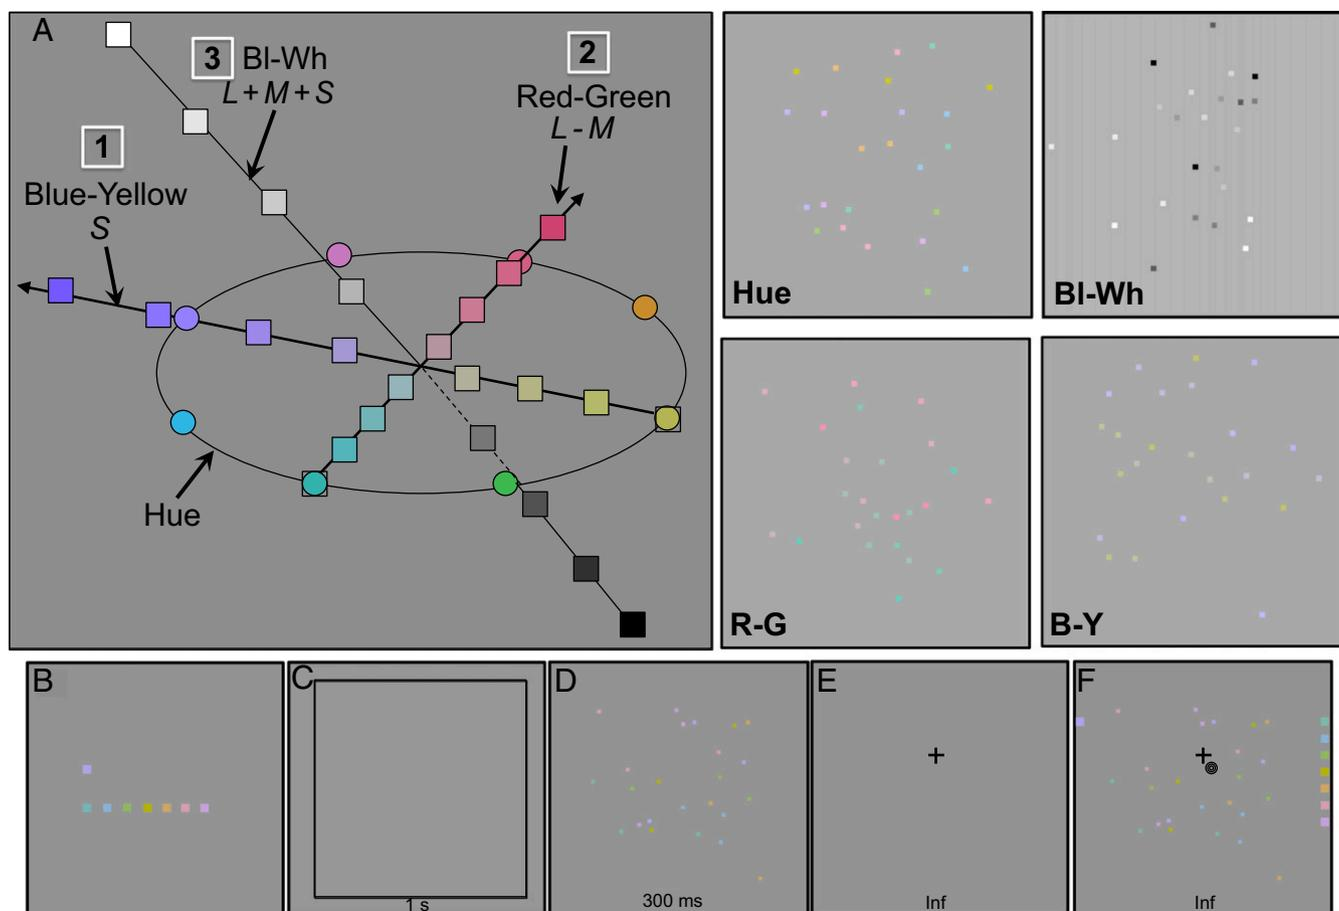 A
3 Bl-Wh
L+M+S
2
Red-Green
L-M
1
Blue-Yellow
S
Hue
Hue
Bl-Wh
R-G
B-Y
B
C
1 s
D
300 ms
E
Inf
F
Inf